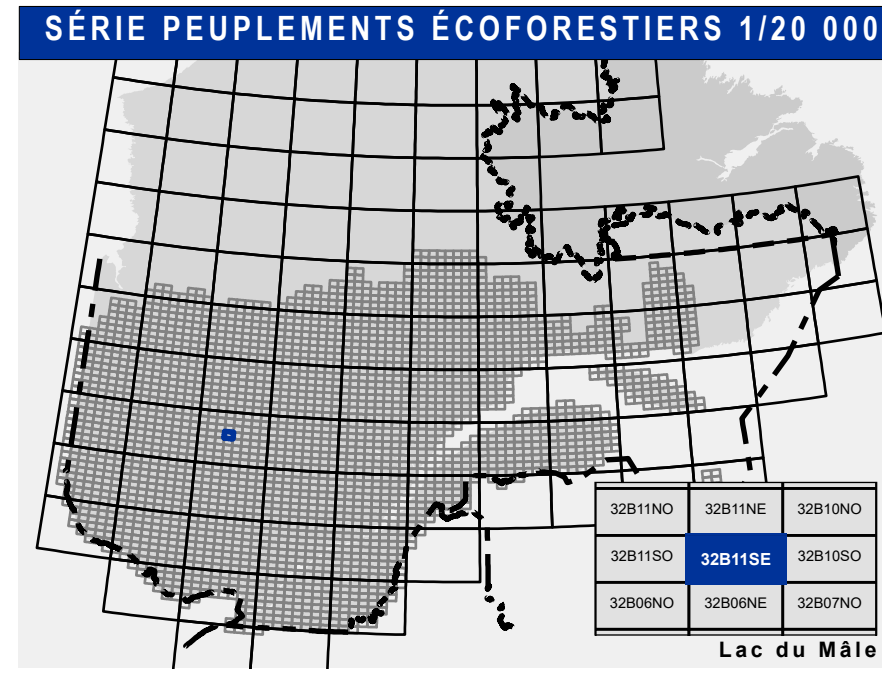 SÉRIE PEUPLEMENTS ÉCOFORESTIERS 1/20 000
32B11NO 32B11NE 32B10NO
32B11SO 32B11SE 32B10SO
32B06NO 32B06NE 32B07NO
Lac du Mâle